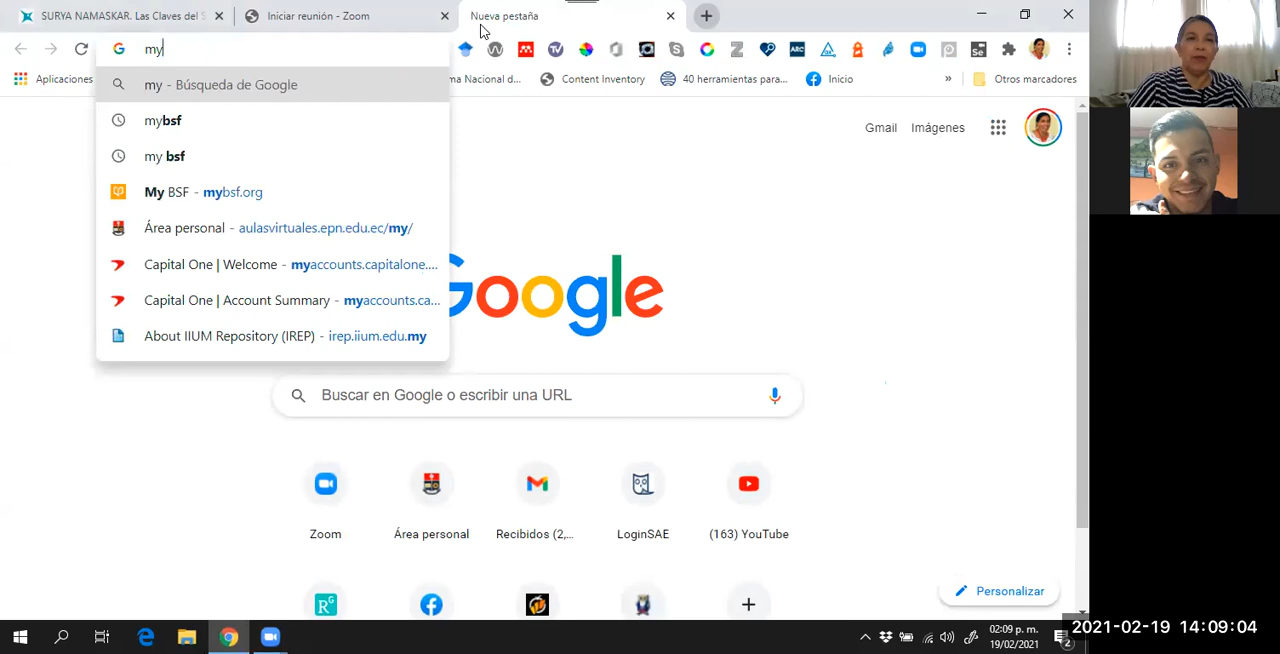 SURYA NAMASKAR. Las Claves del S
Iniciar reunión - Zoom
Nueva pestaña
my
Aplicaciones
ma Nacional d...
Content Inventory
40 herramientas para...
Inicio
»
Otros marcadores
my - Búsqueda de Google
mybsf
my bsf
My BSF - mybsf.org
Área personal - aulasvirtuales.epn.edu.ec/my/
Capital One | Welcome - myaccounts.capitalone....
Capital One | Account Summary - myaccounts.ca...
About IIUM Repository (IREP) - irep.iium.edu.my
Gmail
Imágenes
Google
Buscar en Google o escribir una URL
Zoom
Área personal
Recibidos (2,...
LoginSAE
(163) YouTube
Personalizar
02:09 p. m.
19/02/2021
2
2021-02-19 14:09:04